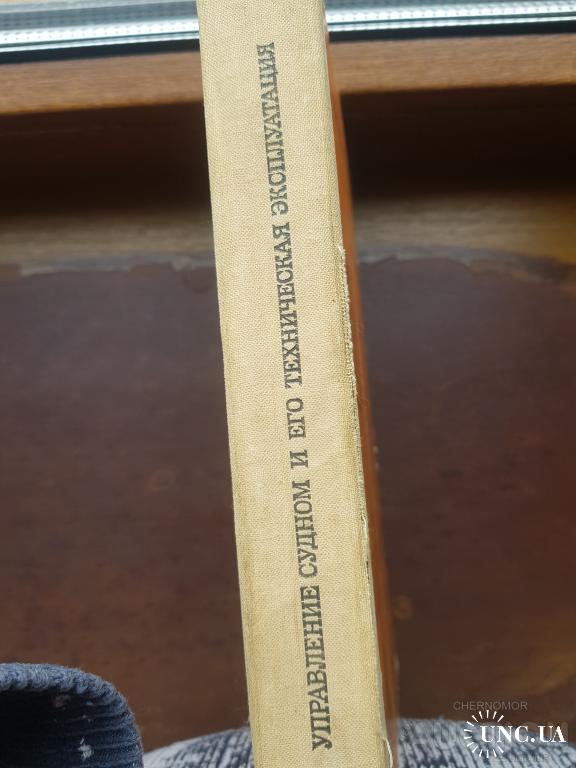 УПРАВЛЕНИЕ СУДНОМ И ЕГО ТЕХНИЧЕСКАЯ ЭКСПЛУАТАЦИЯ
CHERNOMOR
UNC.UA